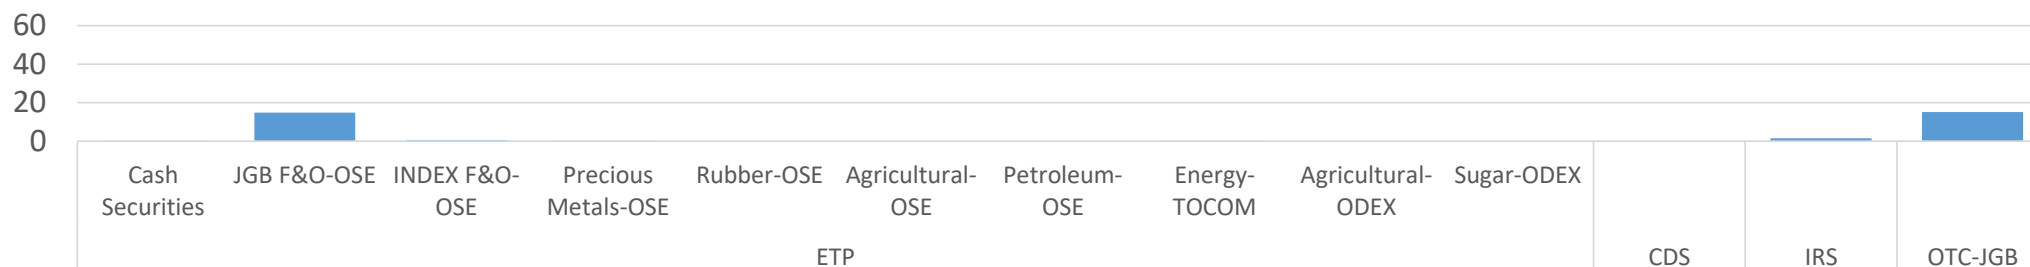 60
40
20
0
Cash Securities
JGB F&O-OSE
INDEX F&O-OSE
Precious Metals-OSE
Rubber-OSE
Agricultural-OSE
Petroleum-OSE
Energy-TOCOM
Agricultural-ODEX
Sugar-ODEX
ETP
CDS
IRS
OTC-JGB